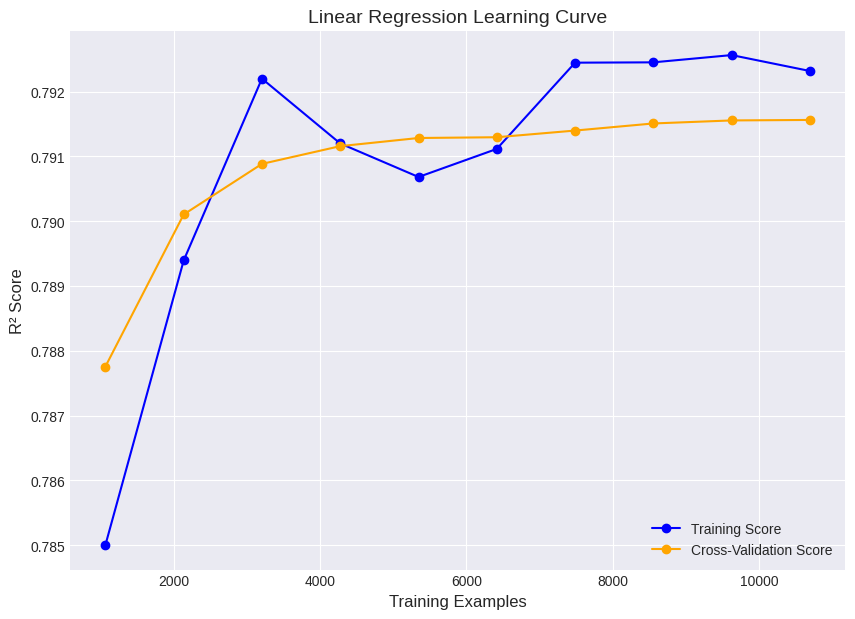 Linear Regression Learning Curve
R² Score
0.792
0.791
0.790
0.789
0.788
0.787
0.786
0.785
2000
4000
6000
8000
10000
Training Examples
Training Score
Cross-Validation Score